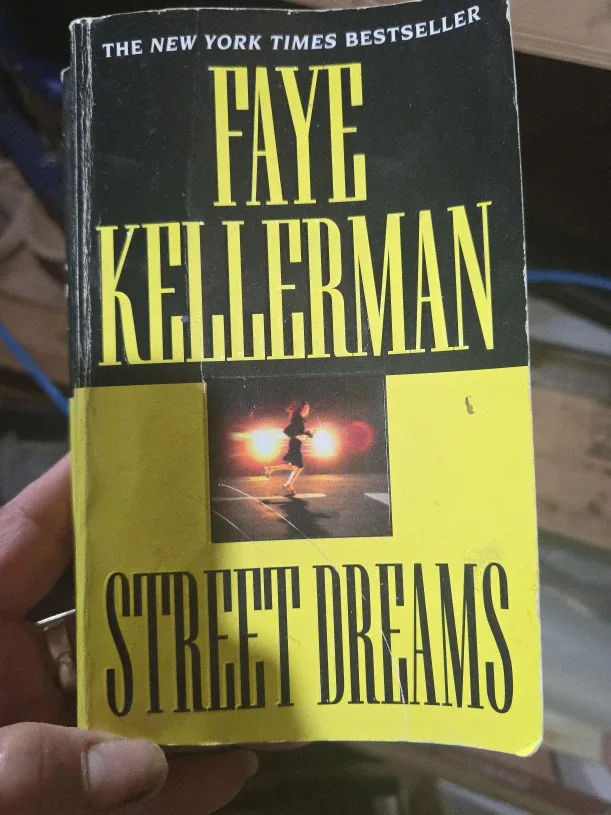 THE NEW YORK TIMES BESTSELLER
FAYE
KELLERMAN
STREET DREAMS